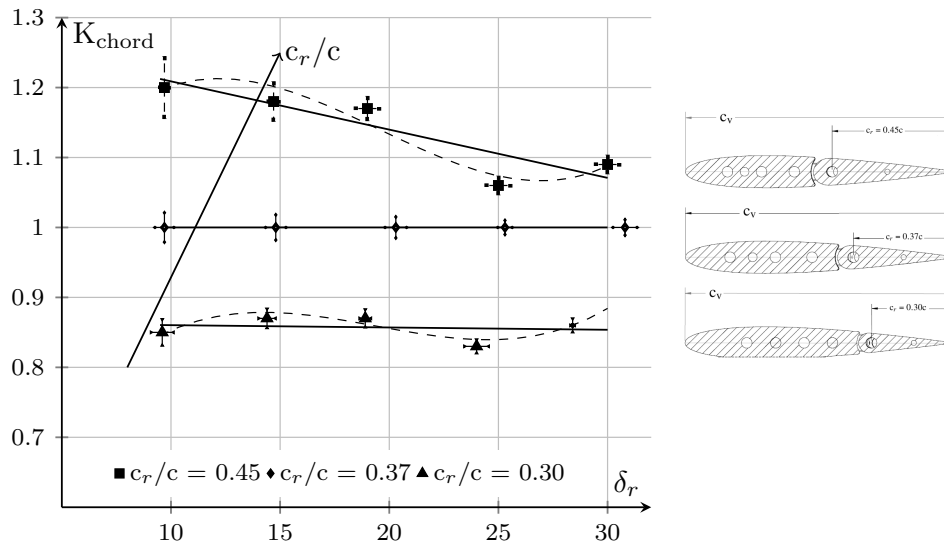 1.3
K_chord
c_r/c
1.2
1.1
1
0.9
0.8
0.7
c_r/c = 0.45 c_r/c = 0.37 c_r/c = 0.30
δ_r
10 15 20 25 30
c_v
c_r = 0.45c
c_v
c_r = 0.37c
c_v
c_r = 0.30c